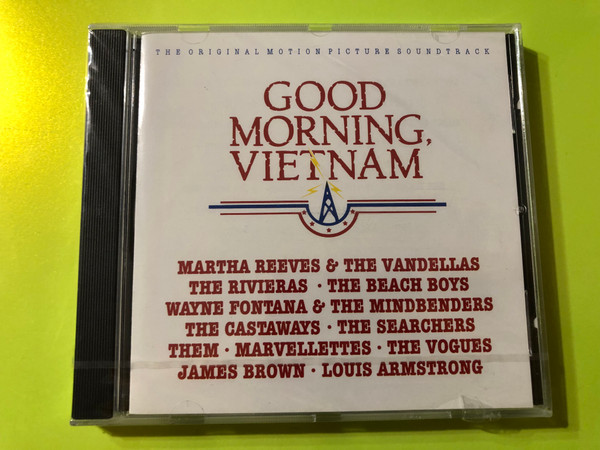 THE ORIGINAL MOTION PICTURE SOUNDTRACK
GOOD
MORNING,
VIETNAM
MARTHA REEVES & THE VANDELLAS
THE RIVIERAS · THE BEACH BOYS
WAYNE FONTANA & THE MINDBENDERS
THE CASTAWAYS · THE SEARCHERS
THEM · MARVELLETTES · THE VOGUES
JAMES BROWN · LOUIS ARMSTRONG